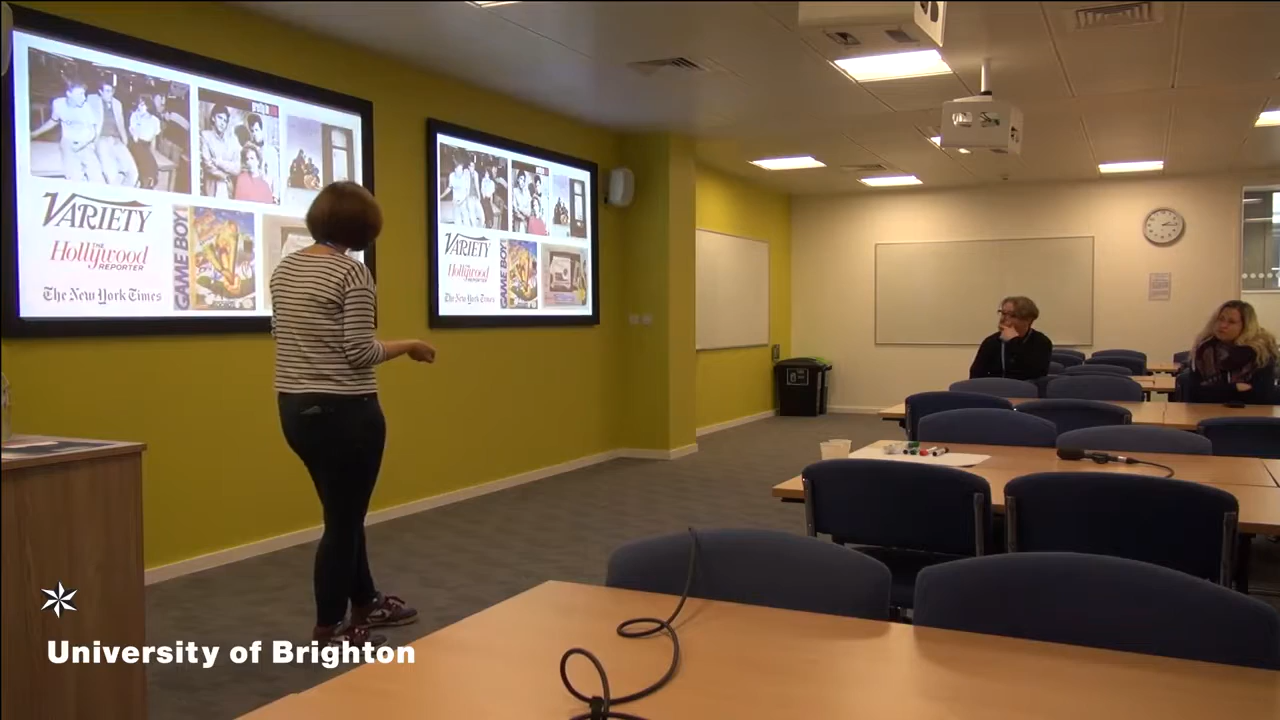 VARIETY
THE
Hollywood
REPORTER
The New York Times
GAME BOY
VARIETY
THE
Hollywood
REPORTER
The New York Times
GAME BOY
University of Brighton